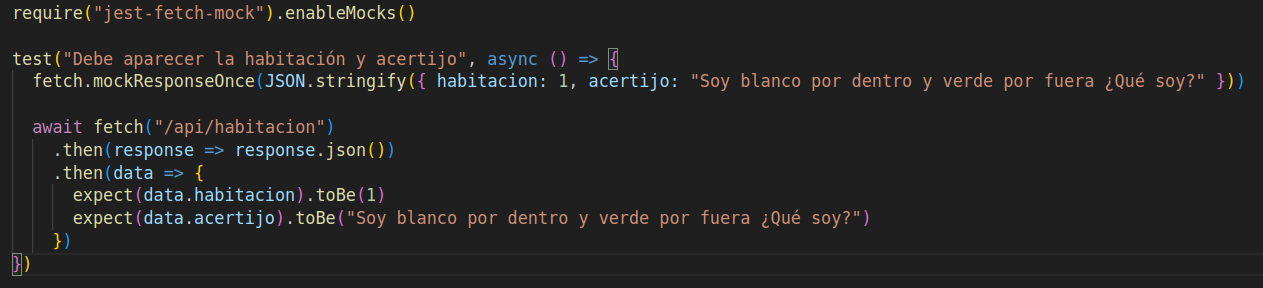 require("jest-fetch-mock").enableMocks()
test("Debe aparecer la habitación y acertijo", async () => {
fetch.mockResponseOnce(JSON.stringify({ habitacion: 1, acertijo: "Soy blanco por dentro y verde por fuera ¿Qué soy?" }))
await fetch("/api/habitacion")
.then(response => response.json())
.then(data => {
expect(data.habitacion).toBe(1)
expect(data.acertijo).toBe("Soy blanco por dentro y verde por fuera ¿Qué soy?")
})
})